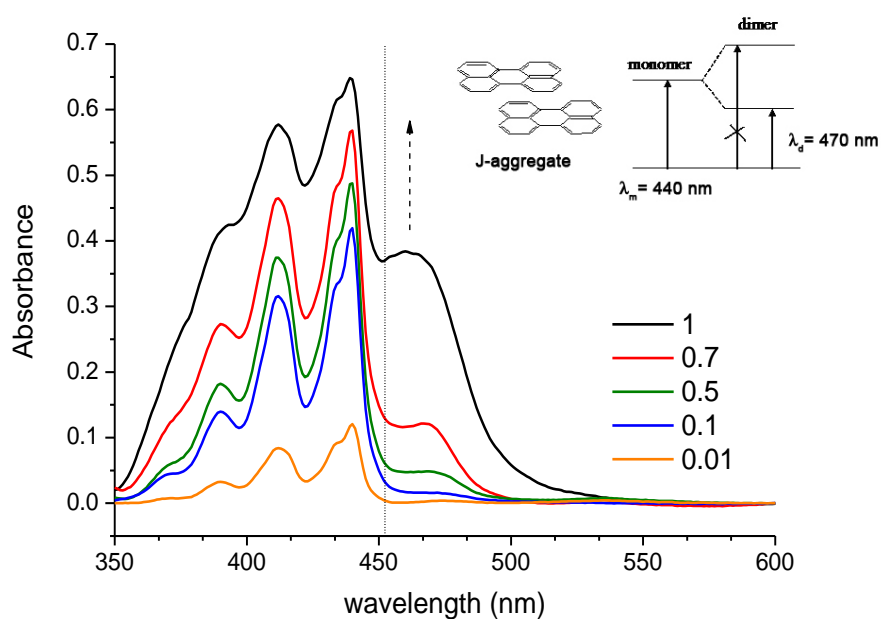 0.7
0.6
0.5
0.4
0.3
0.2
0.1
0.0
Absorbance
350
400
450
500
550
600
wavelength (nm)
J-aggregate
monomer
dimer
λm= 440 nm
λd= 470 nm
1
0.7
0.5
0.1
0.01